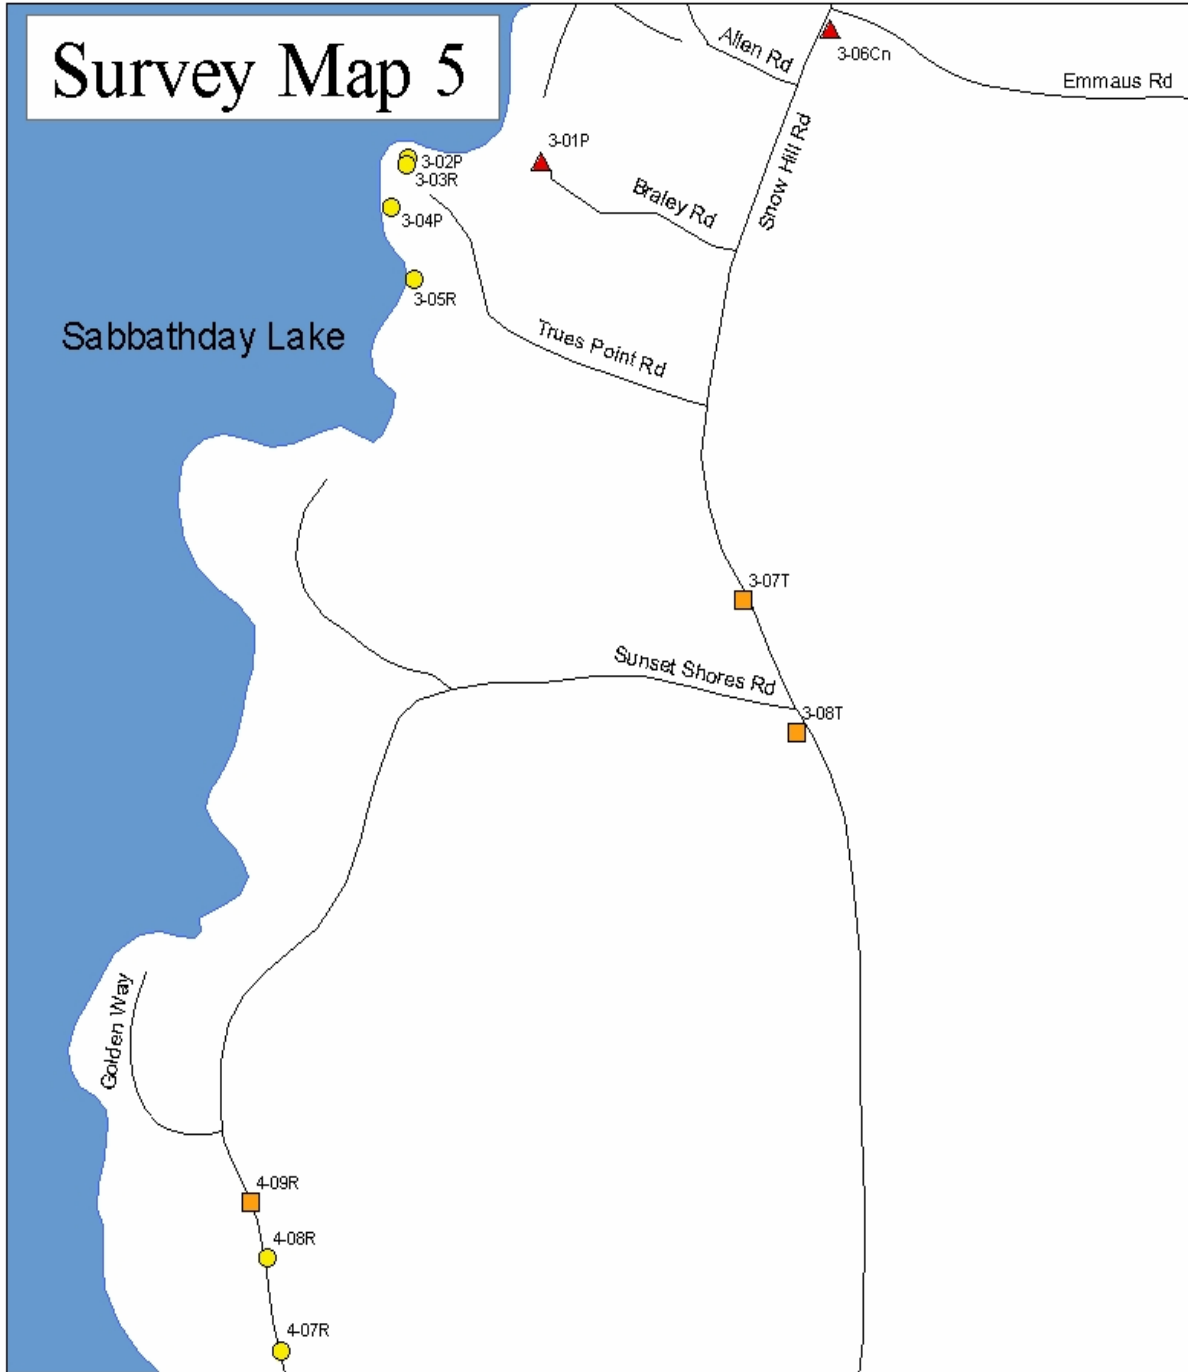 Survey Map 5
Allen Rd
3-06Cn
Emmaus Rd
3-01P
3-02P
3-03R
Snow Hill Rd
Braley Rd
3-04P
3-05R
Sabbathday Lake
Trues Point Rd
3-07T
Sunset Shores Rd
3-08T
Golden Way
4-09R
4-08R
4-07R